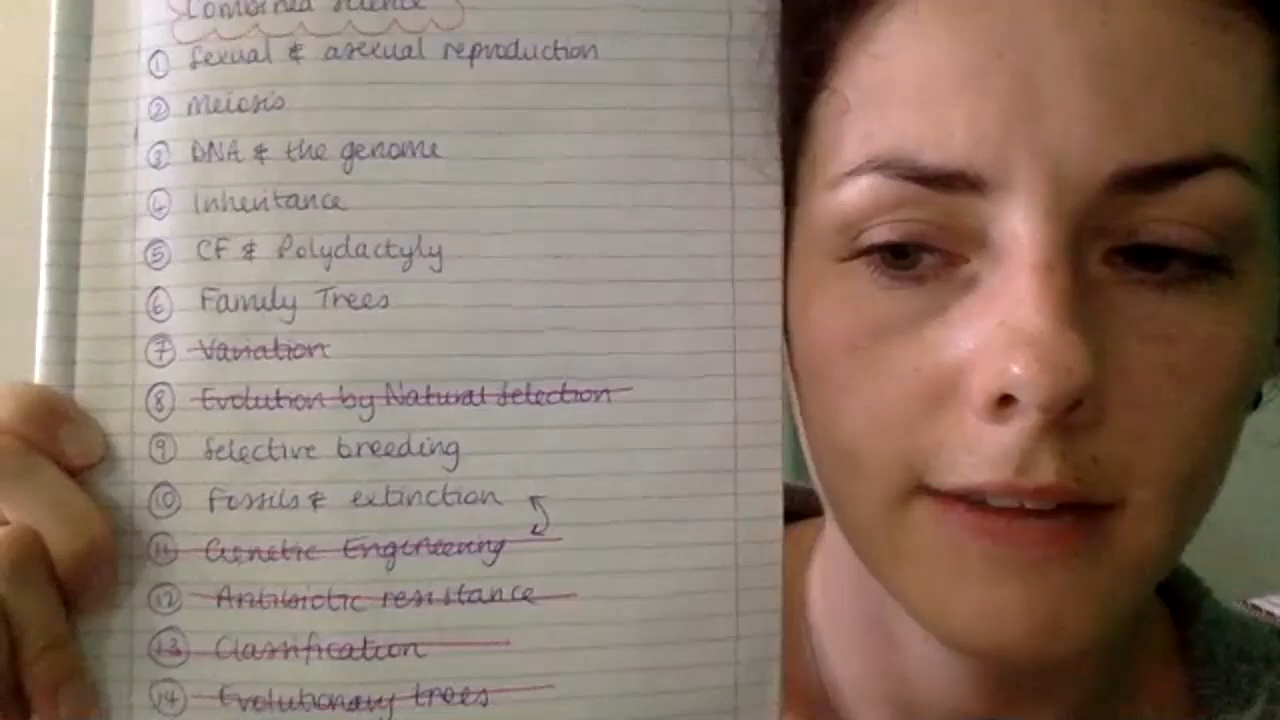 Combined science
① Sexual & asexual reproduction
② Meiosis
③ DNA & the genome
④ Inheritance
⑤ CF & Polydactyly
⑥ Family Trees
⑦ Variation
⑧ Evolution by Natural Selection
⑨ Selective breeding
⑩ Fossils & extinction
⑪ Genetic Engineering
⑫ Antibiotic resistance
⑬ Classification
⑭ Evolutionary trees